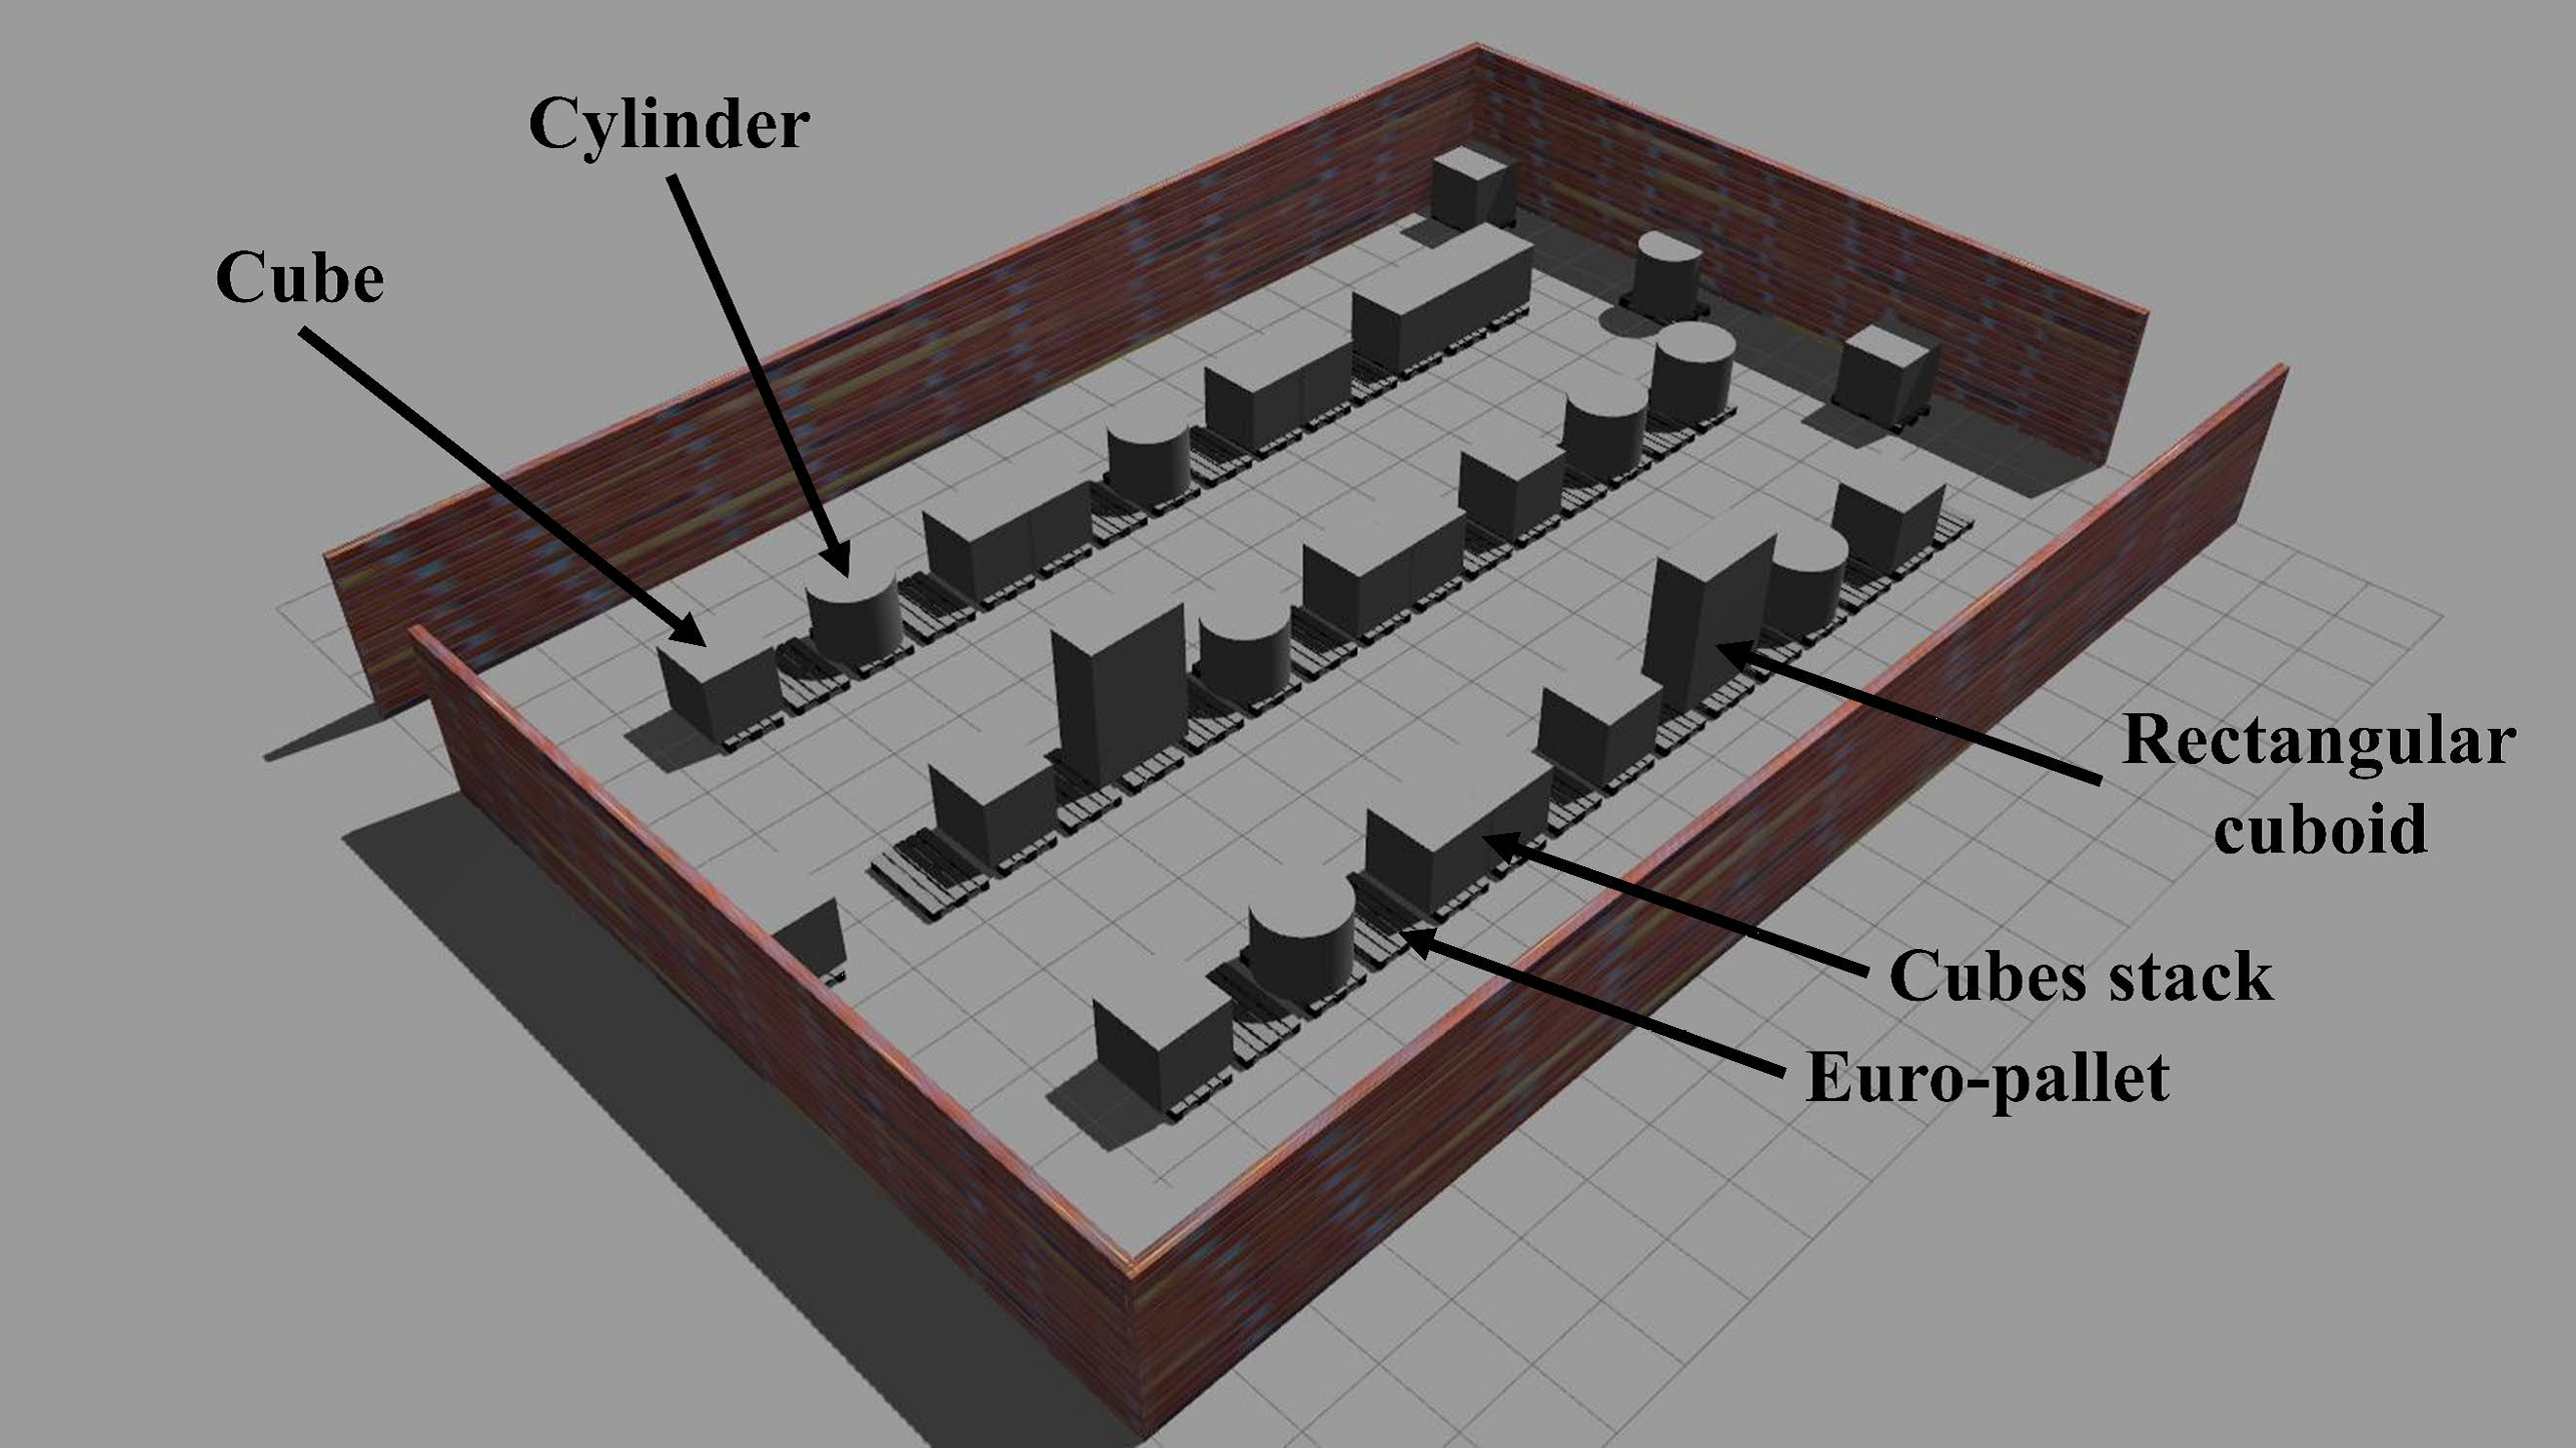 Cylinder
Cube
Rectangular
cuboid
Cubes stack
Euro-pallet